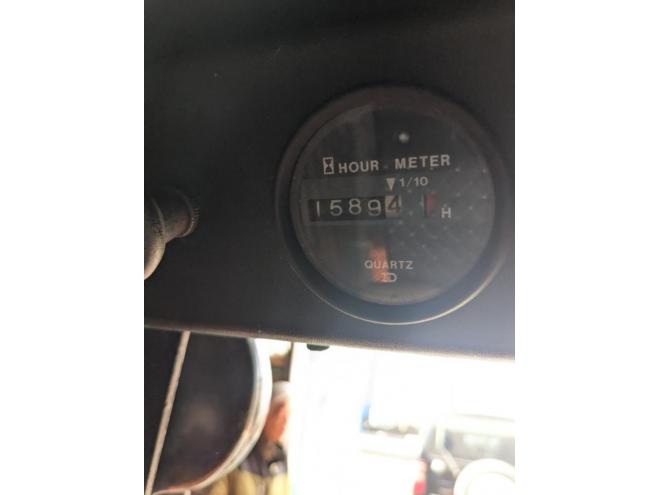 HOUR METER
1/10
15894 H
QUARTZ